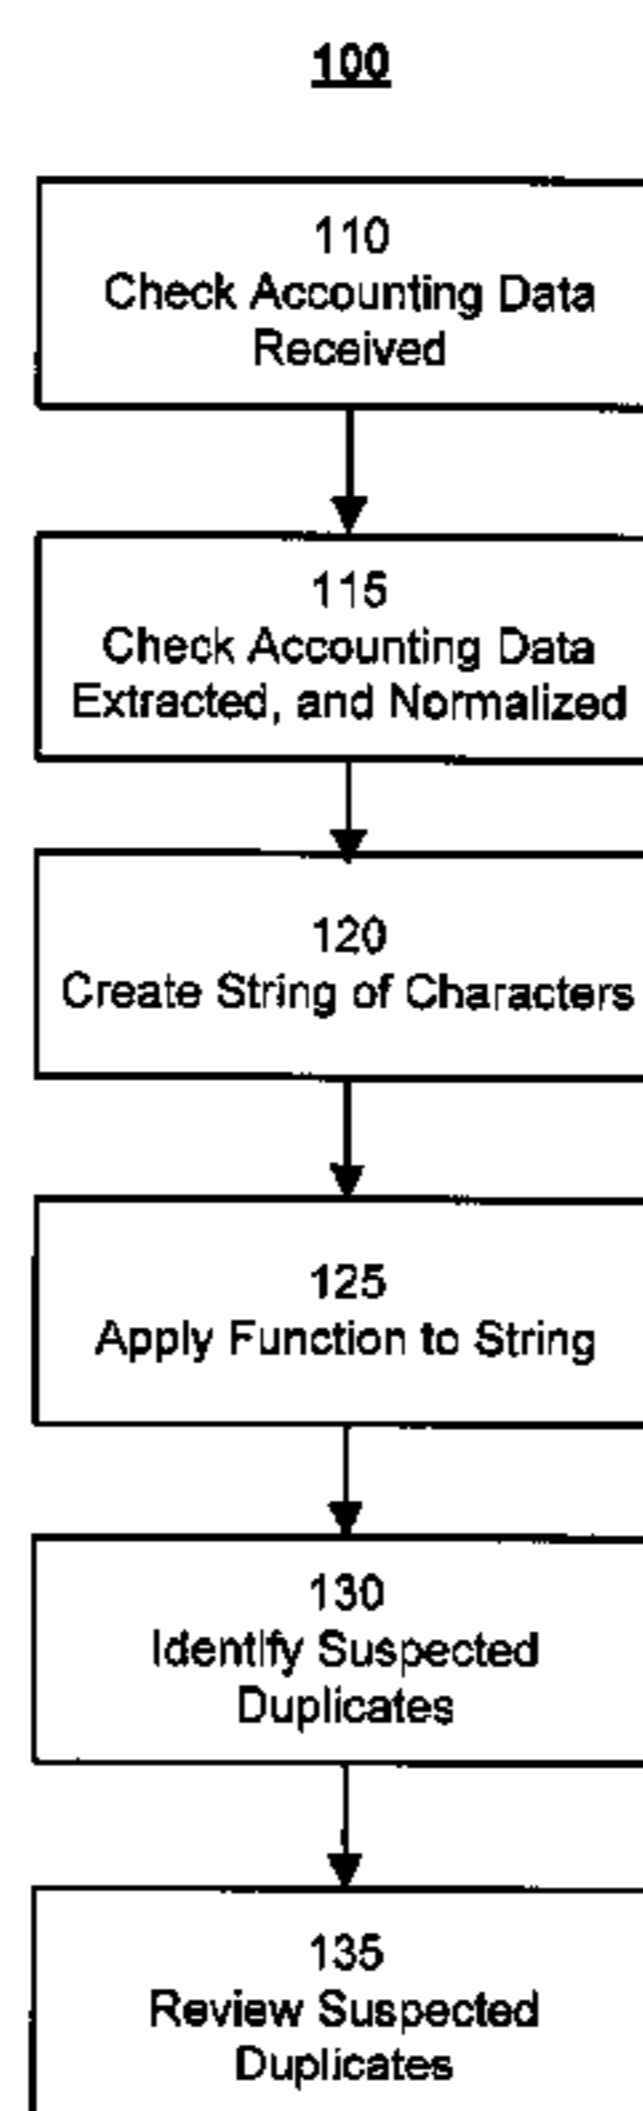 100
110
Check Accounting Data
Received
115
Check Accounting Data
Extracted, and Normalized
120
Create String of Characters
125
Apply Function to String
130
Identify Suspected
Duplicates
135
Review Suspected
Duplicates